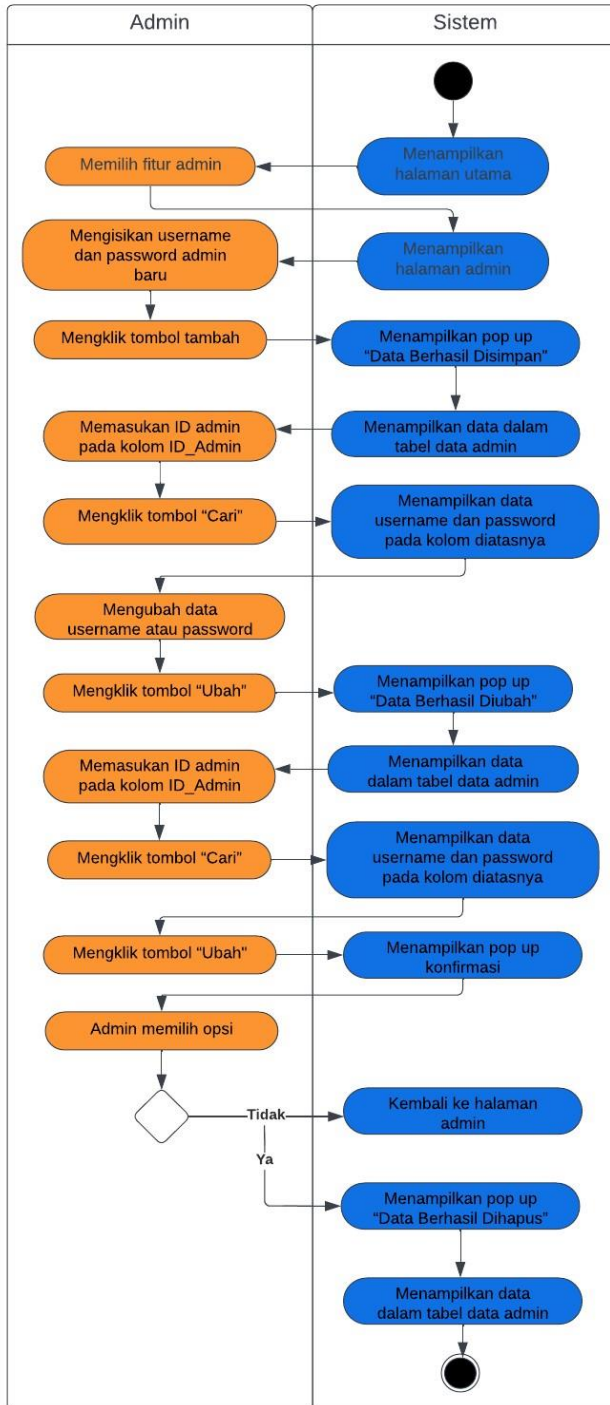 Admin
Sistem
Menampilkan
halaman utama
Memilih fitur admin
Menampilkan
halaman admin
Mengisikan username
dan password admin
baru
Mengklik tombol tambah
Menampilkan pop up
“Data Berhasil Disimpan”
Menampilkan data dalam
tabel data admin
Memasukan ID admin
pada kolom ID_Admin
Mengklik tombol “Cari”
Menampilkan data
username dan password
pada kolom diatasnya
Mengubah data
username atau password
Mengklik tombol “Ubah”
Menampilkan pop up
“Data Berhasil Diubah”
Menampilkan data
dalam tabel data admin
Memasukan ID admin
pada kolom ID_Admin
Mengklik tombol “Cari”
Menampilkan data
username dan password
pada kolom diatasnya
Mengklik tombol “Ubah”
Menampilkan pop up
konfirmasi
Admin memilih opsi
Tidak
Kembali ke halaman
admin
Ya
Menampilkan pop up
“Data Berhasil Dihapus”
Menampilkan data
dalam tabel data admin